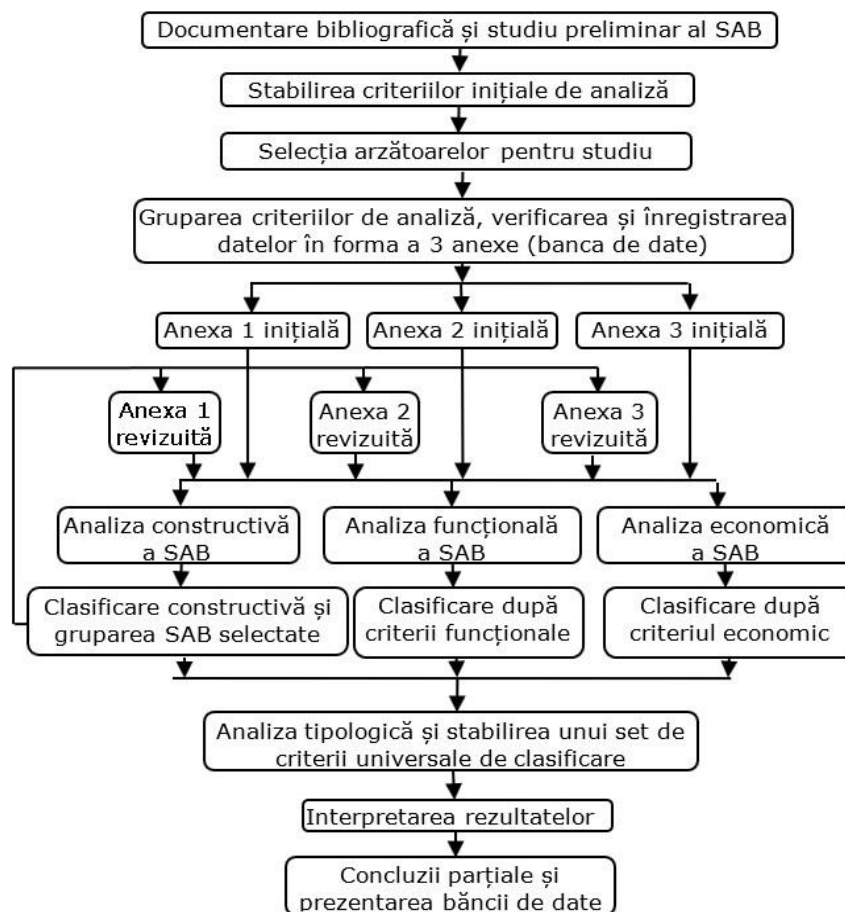 Documentare bibliografică și studiu preliminar al SAB
Stabilirea criteriilor inițiale de analiză
Selecția arzătoarelor pentru studiu
Gruparea criteriilor de analiză, verificarea și înregistrarea
datelor în forma a 3 anexe (banca de date)
Anexa 1 inițială
Anexa 2 inițială
Anexa 3 inițială
Anexa 1
revizuită
Anexa 2
revizuită
Anexa 3
revizuită
Analiza constructivă
a SAB
Analiza funcțională
a SAB
Analiza economică
a SAB
Clasificare constructivă și
gruparea SAB selectate
Clasificare după
criterii funcționale
Clasificare după
criteriul economic
Analiza tipologică și stabilirea unui set de
criterii universale de clasificare
Interpretarea rezultatelor
Concluzii parțiale și
prezentarea băncii de date